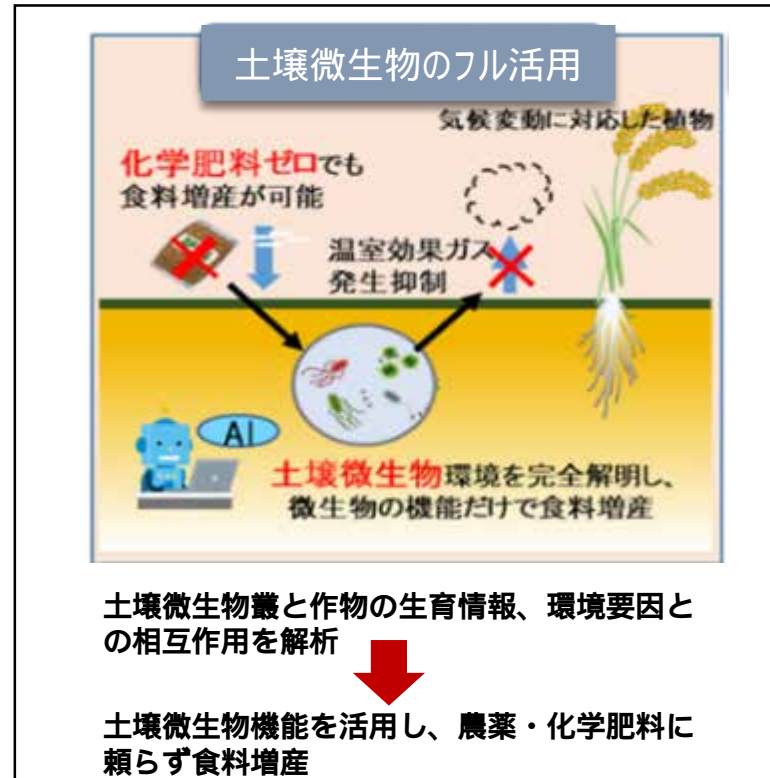 土壌微生物のフル活用
気候変動に対応した植物
化学肥料ゼロでも
食料増産が可能
温室効果ガス
発生抑制
AI
土壌微生物環境を完全解明し、
微生物の機能だけで食料増産
土壌微生物叢と作物の生育情報、環境要因と
の相互作用を解析
土壌微生物機能を活用し、農薬・化学肥料に
頼らず食料増産